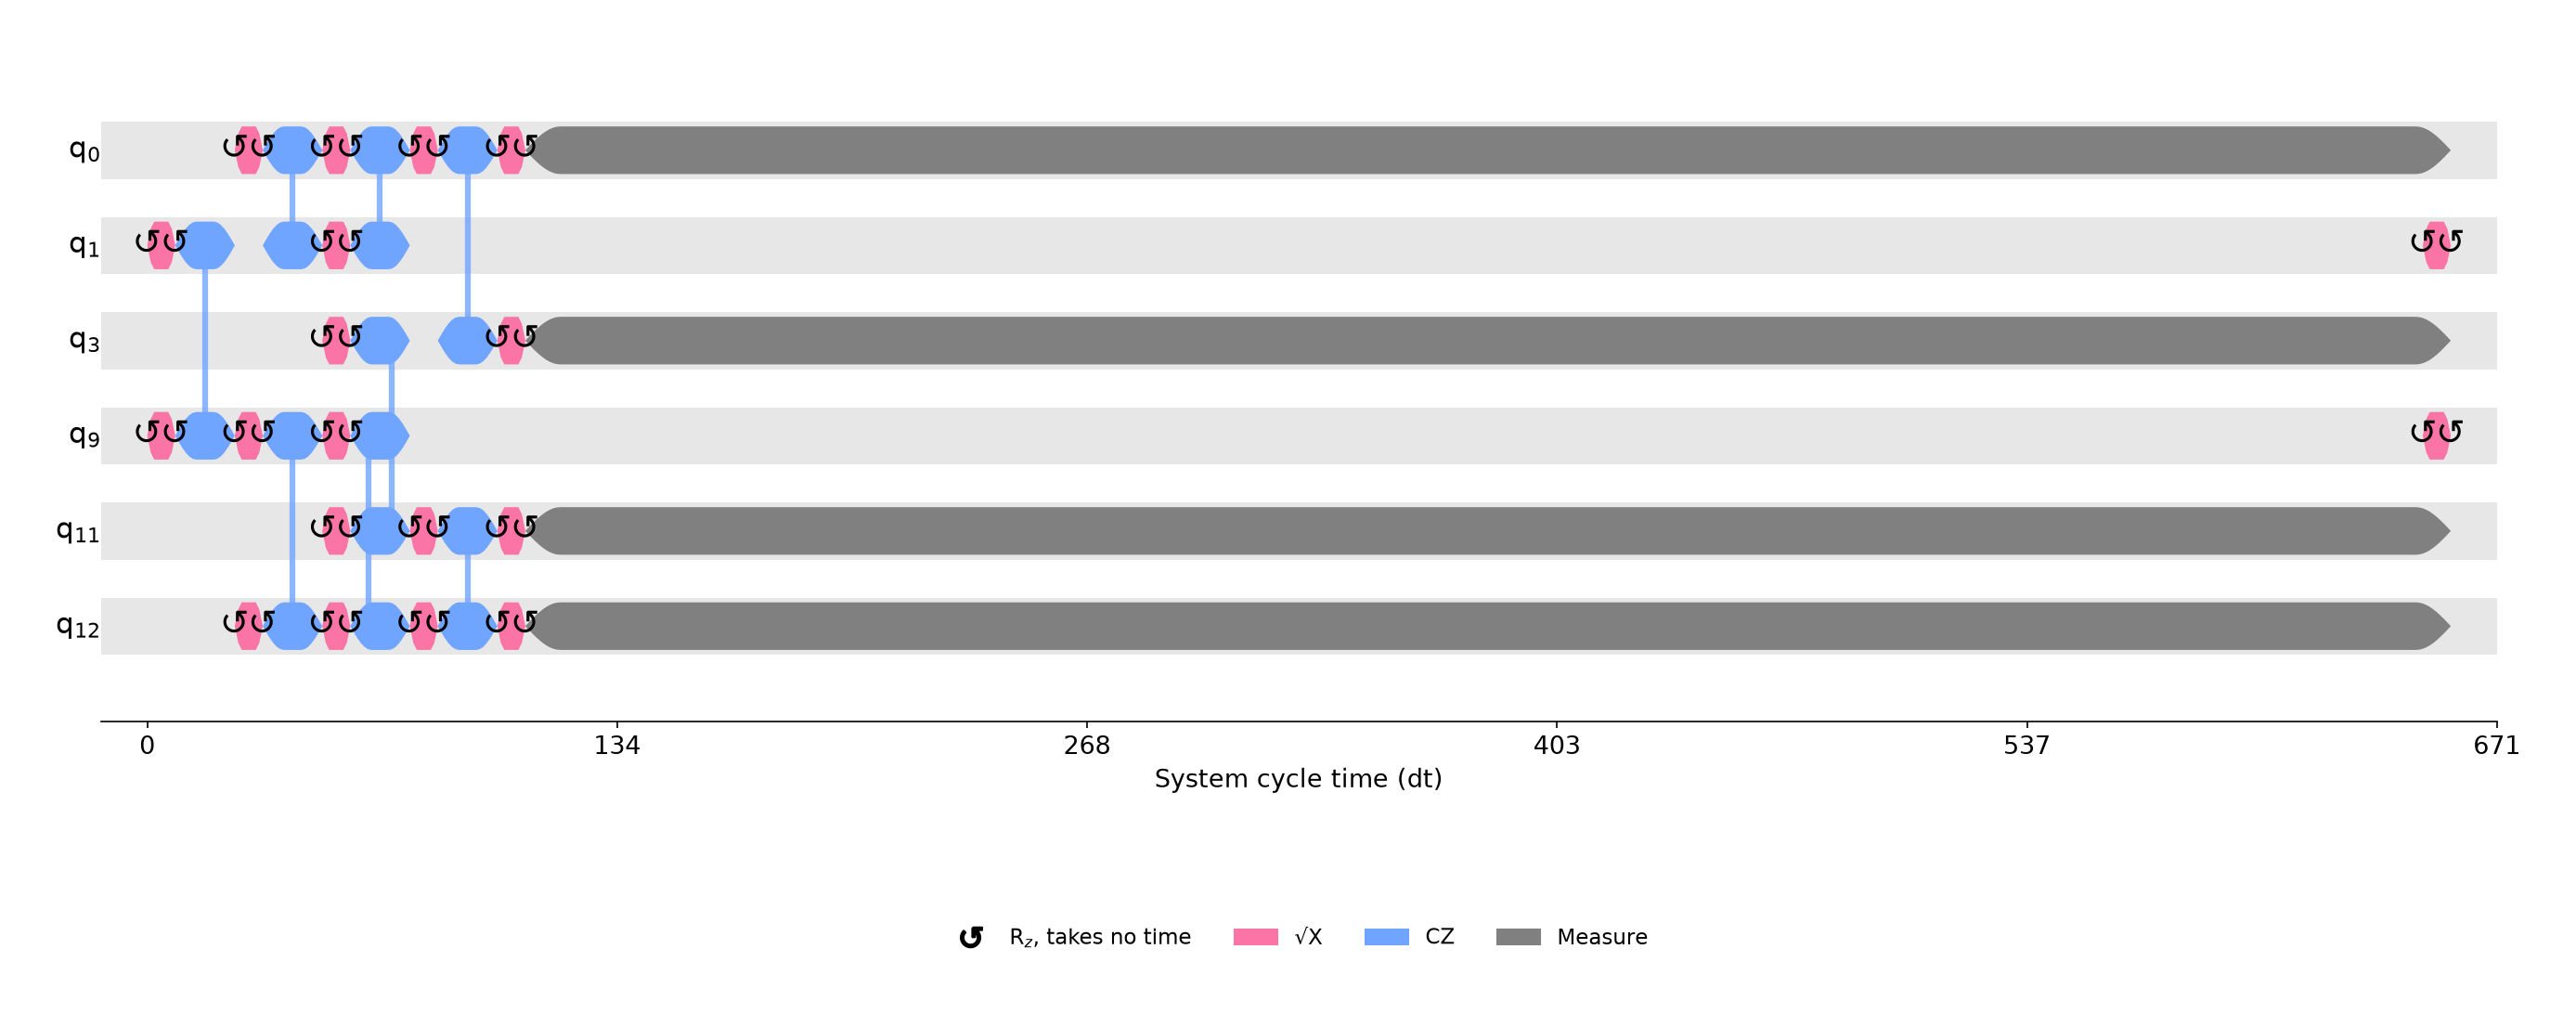 q0
q1
q3
q9
q11
q12
0 134 268 403 537 671
System cycle time (dt)
Rz, takes no time √X CZ Measure